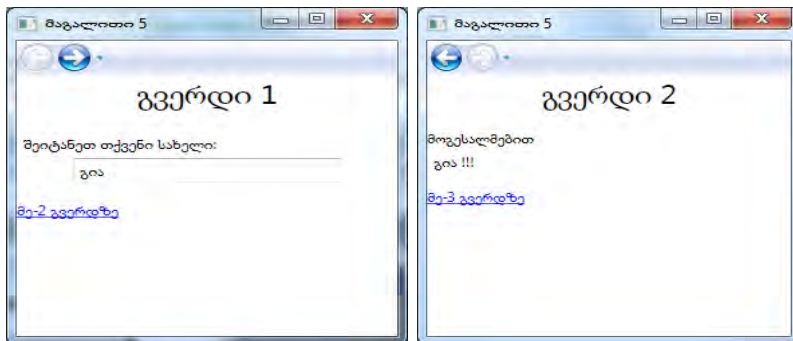 მაგალითი 5
გვერდი 1
შეიტანეთ თქვენი სახელი:
გია
მე-2 გვერდზე
მაგალითი 5
გვერდი 2
მოგესალმებით
გია !!!
მე-3 გვერდზე